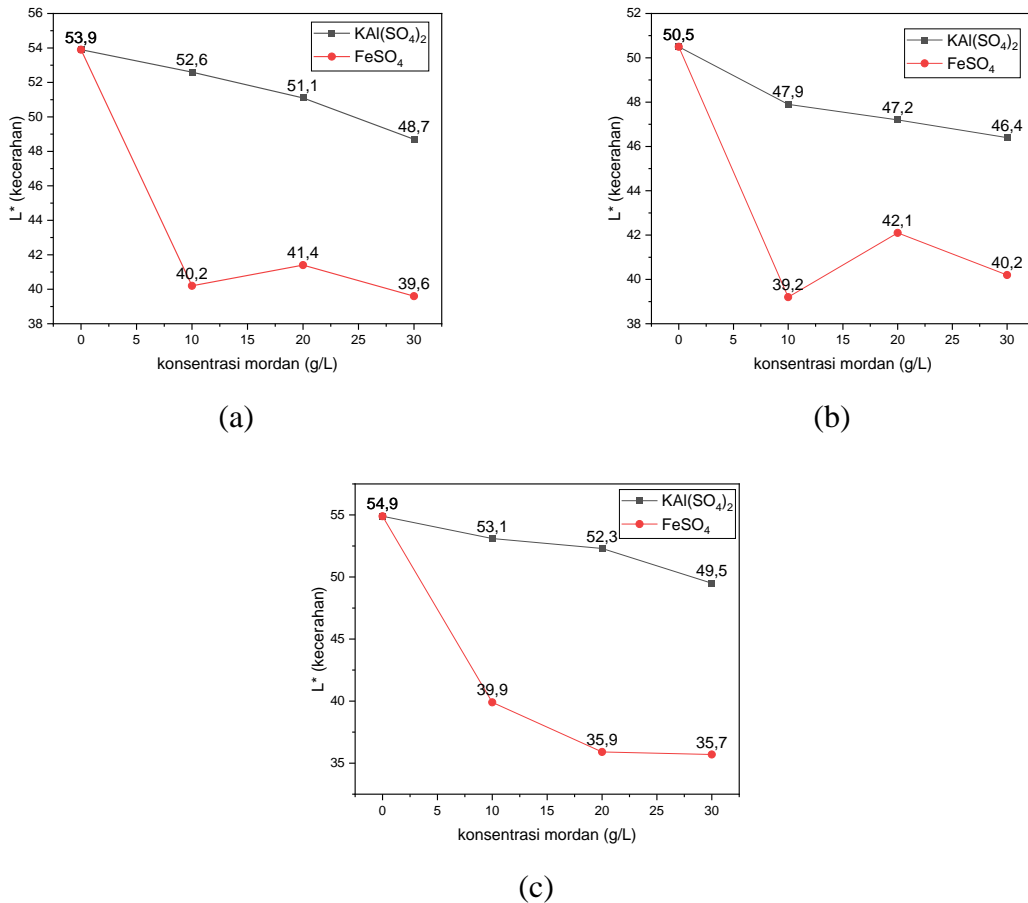 56
54
52
50
48
46
44
42
40
38
L* (kecerahan)
53,9
52,6
51,1
48,7
40,2
41,4
39,6
KAl(SO₄)₂
FeSO₄
0 5 10 15 20 25 30
konsentrasi mordan (g/L)
(a)
52
50
48
46
44
42
40
38
L* (kecerahan)
50,5
47,9
47,2
46,4
39,2
42,1
40,2
KAl(SO₄)₂
FeSO₄
0 5 10 15 20 25 30
konsentrasi mordan (g/L)
(b)
55
50
45
40
35
L* (kecerahan)
54,9
53,1
52,3
49,5
39,9
35,9
35,7
KAl(SO₄)₂
FeSO₄
0 5 10 15 20 25 30
konsentrasi mordan (g/L)
(c)